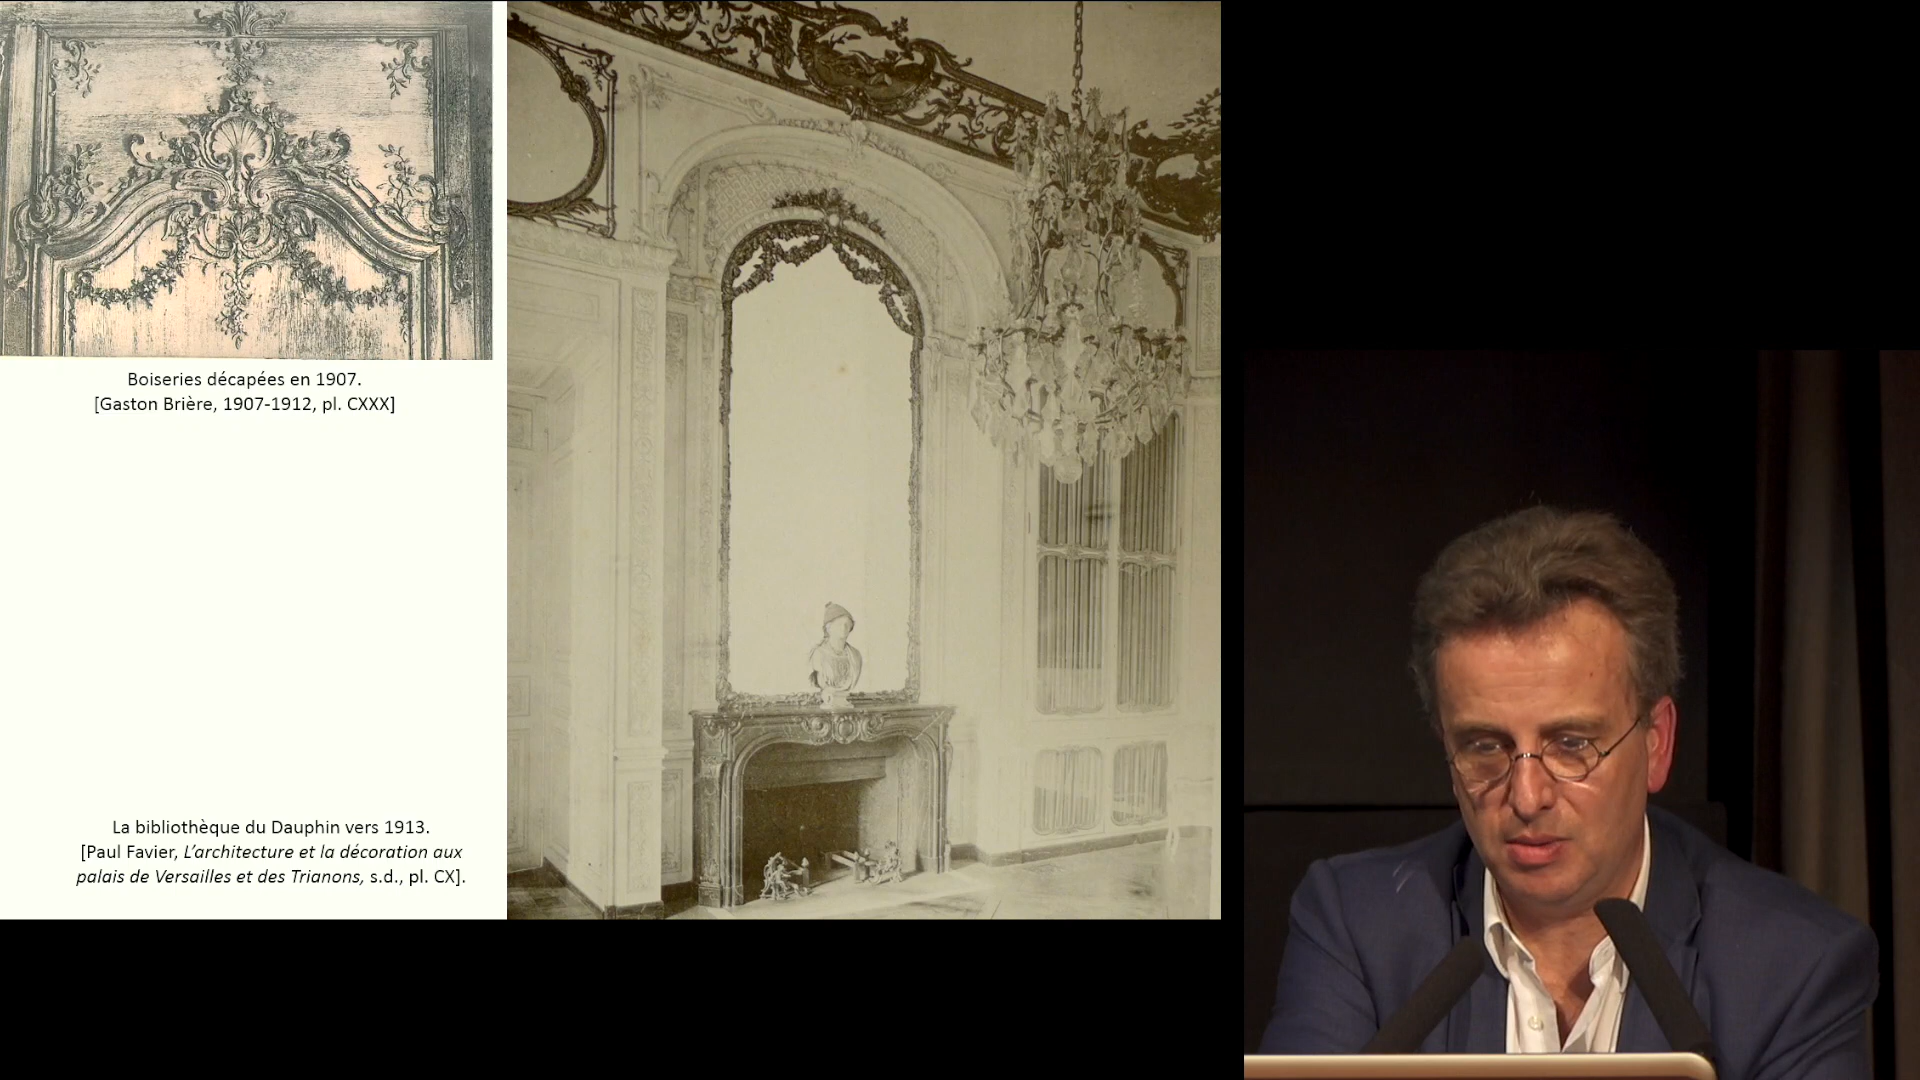 Boiseries décapées en 1907.
[Gaston Brière, 1907-1912, pl. CXXX]
La bibliothèque du Dauphin vers 1913.
[Paul Favier, L’architecture et la décoration aux
palais de Versailles et des Trianons, s.d., pl. CX].